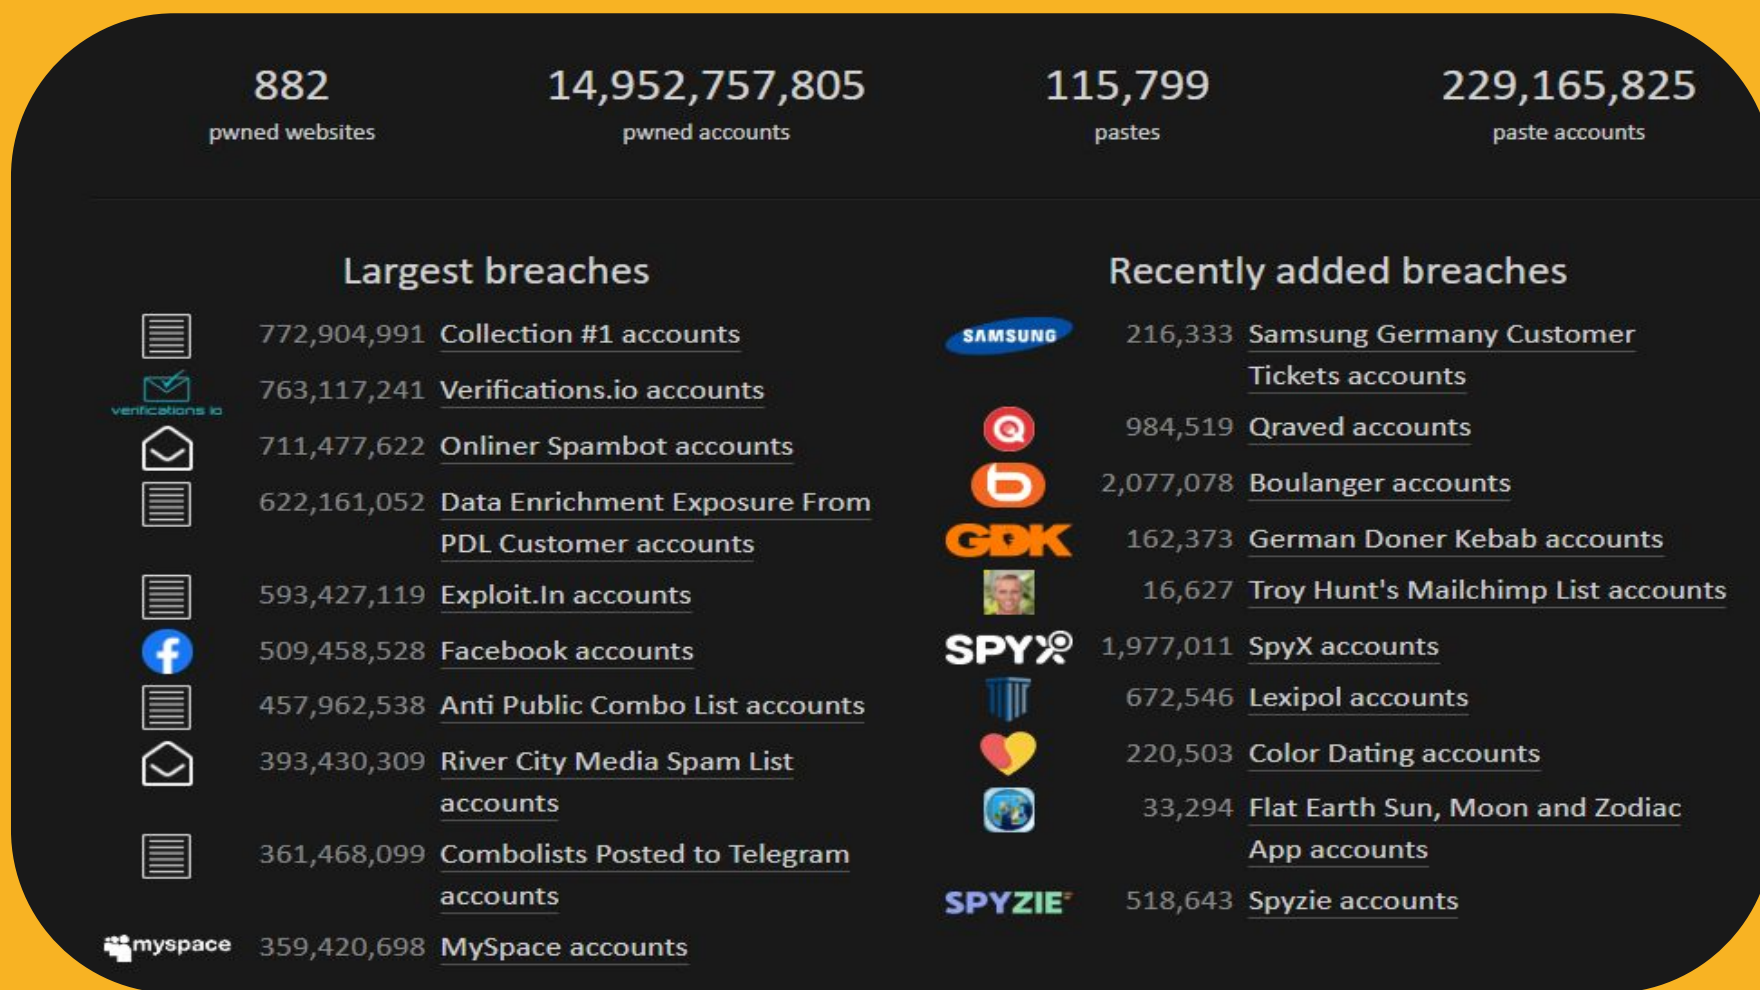 882
pwned websites
14,952,757,805
pwned accounts
115,799
pastes
229,165,825
paste accounts
Largest breaches
772,904,991 Collection #1 accounts
verifications io
763,117,241 Verifications.io accounts
711,477,622 Onliner Spambot accounts
622,161,052 Data Enrichment Exposure From
PDL Customer accounts
593,427,119 Exploit.In accounts
509,458,528 Facebook accounts
457,962,538 Anti Public Combo List accounts
393,430,309 River City Media Spam List
accounts
361,468,099 Combolists Posted to Telegram
accounts
myspace 359,420,698 MySpace accounts
Recently added breaches
SAMSUNG 216,333 Samsung Germany Customer
Tickets accounts
984,519 Qraved accounts
2,077,078 Boulanger accounts
GDK 162,373 German Doner Kebab accounts
16,627 Troy Hunt's Mailchimp List accounts
SPYX 1,977,011 SpyX accounts
672,546 Lexipol accounts
220,503 Color Dating accounts
33,294 Flat Earth Sun, Moon and Zodiac
App accounts
SPYZIE 518,643 Spyzie accounts